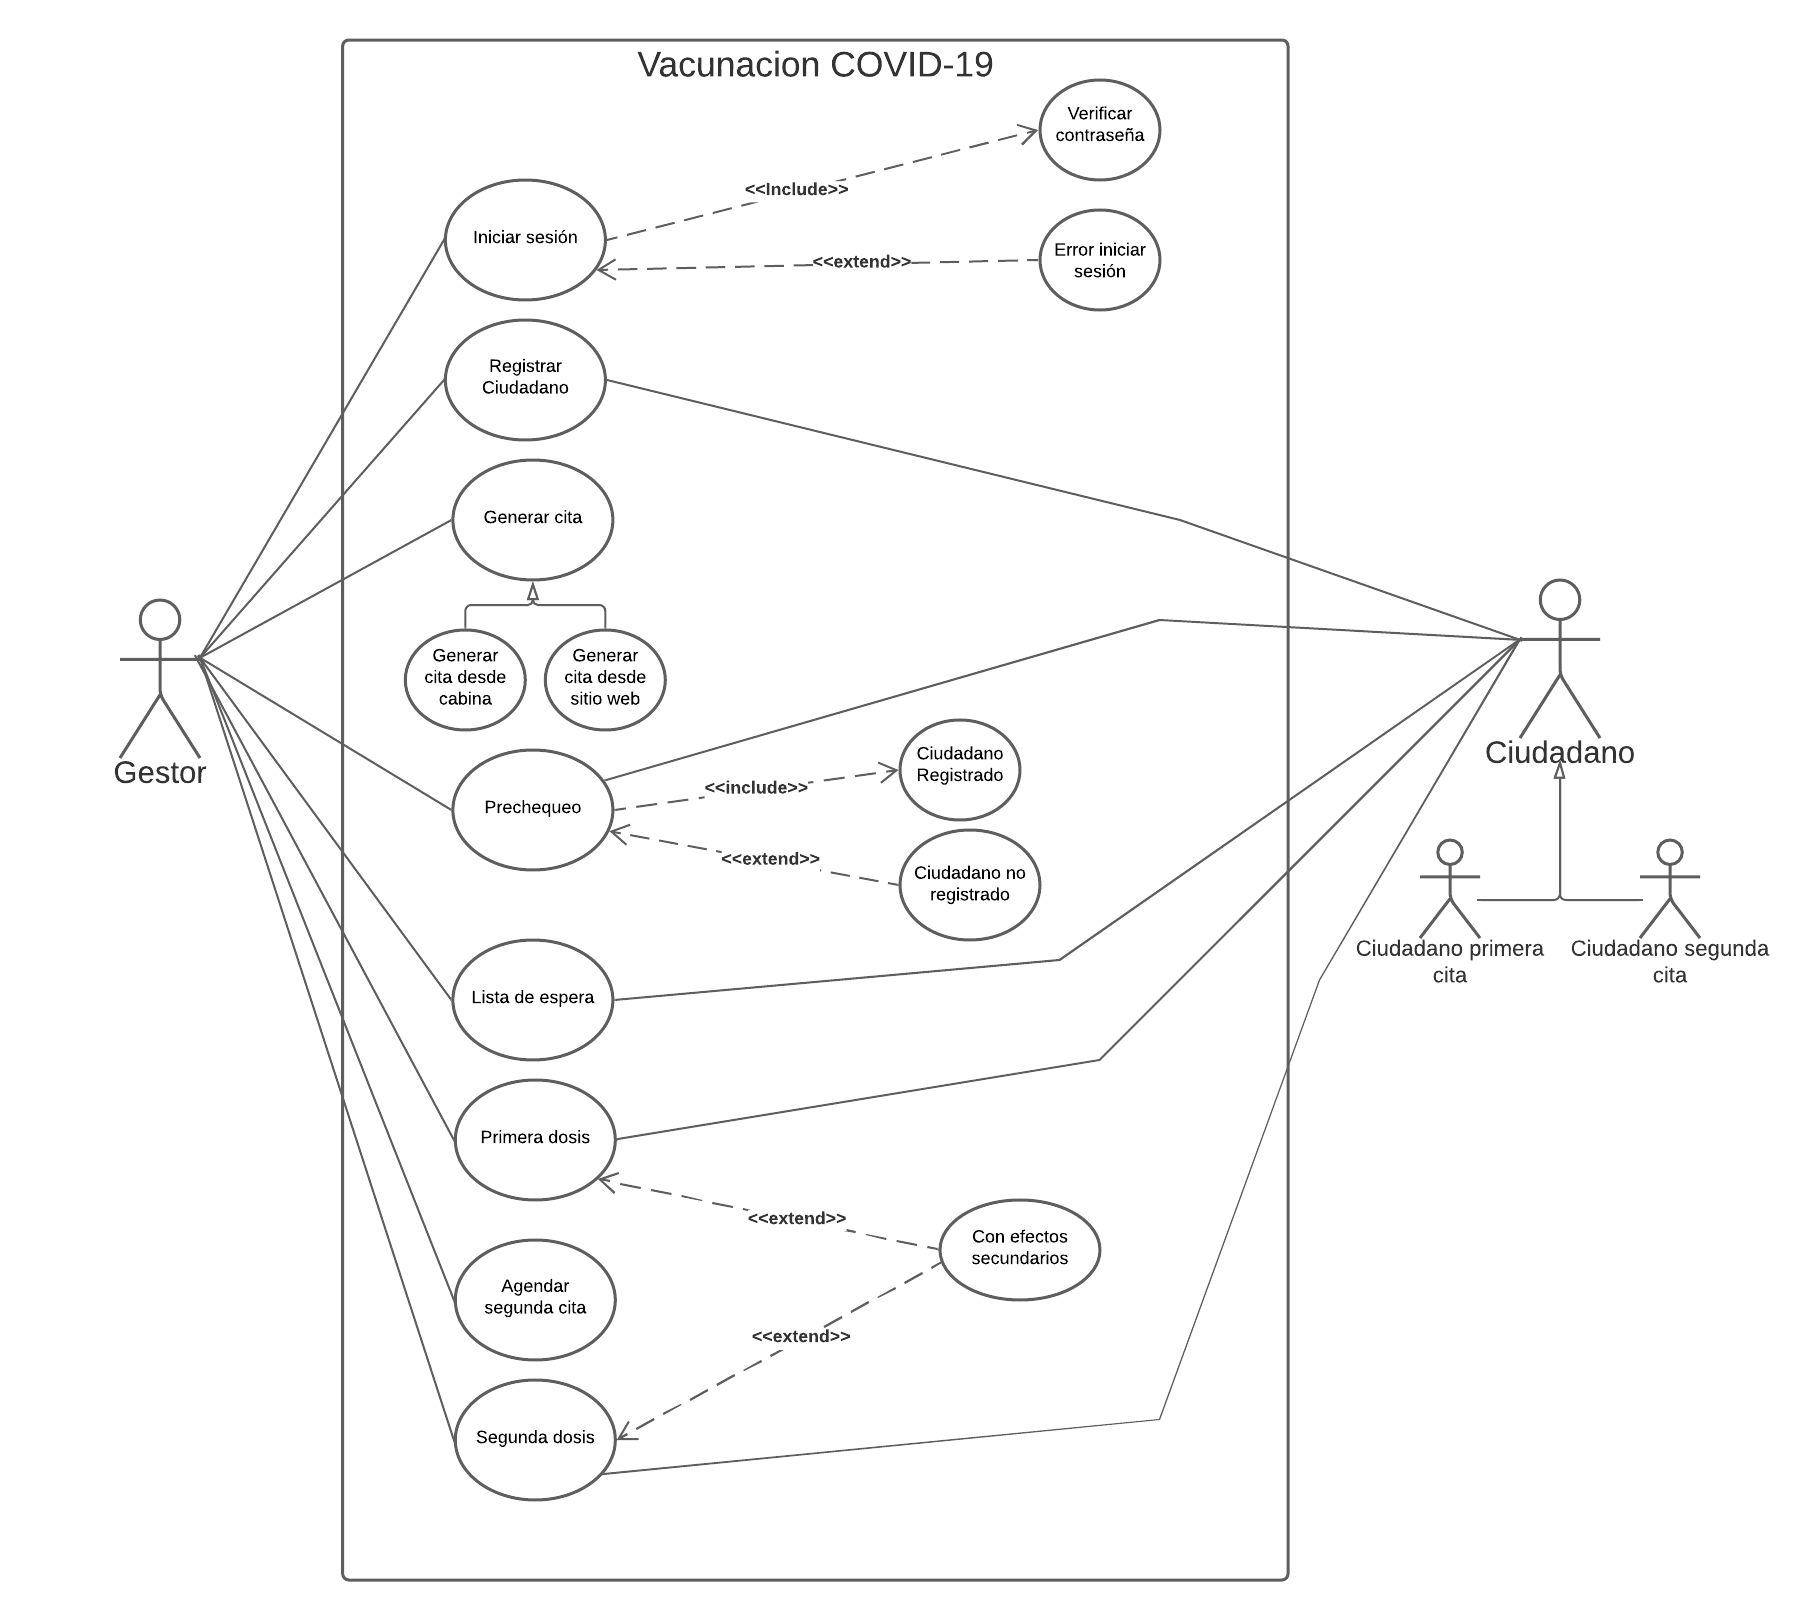 Vacunacion COVID-19
Verificar
contraseña
<<Include>>
Iniciar sesión
Error iniciar
sesión
<<extend>>
Registrar
Ciudadano
Generar cita
Generar
cita desde
cabina
Generar
cita desde
sitio web
Gestor
Ciudadano
Prechequeo
<<include>>
Ciudadano
Registrado
<<extend>>
Ciudadano no
registrado
Ciudadano primera
cita
Ciudadano segunda
cita
Lista de espera
Primera dosis
<<extend>>
Con efectos
secundarios
Agendar
segunda cita
<<extend>>
Segunda dosis